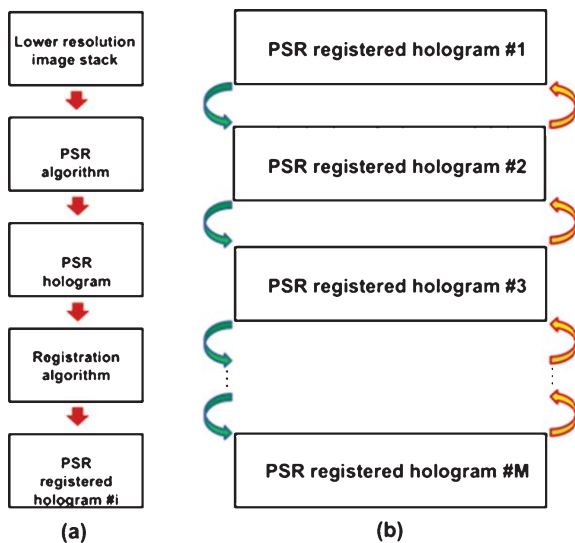 Lower resolution
image stack
PSR
algorithm
PSR
hologram
Registration
algorithm
PSR
registered
hologram #i
(a)
PSR registered hologram #1
PSR registered hologram #2
PSR registered hologram #3
PSR registered hologram #M
(b)